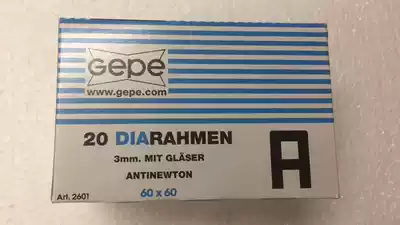 Gepe
www.gepe.com
20 DIARAHMEN
3mm. MIT GLÄSER
ANTINEWTON
60 x 60
Art. 2601
A